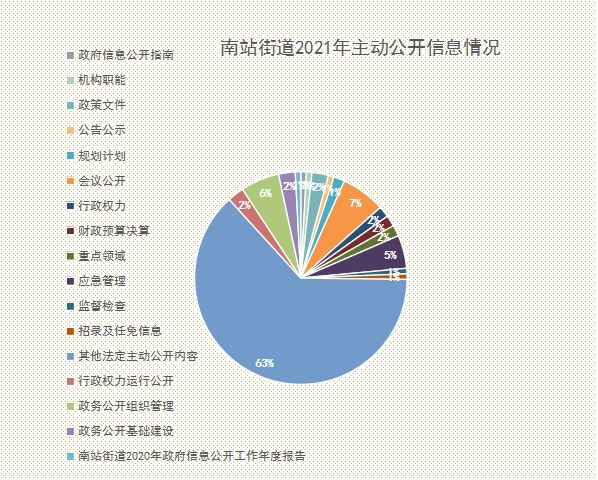 南站街道2021年主动公开信息情况
政府信息公开指南
机构职能
政策文件
公告公示
规划计划
会议公开
行政权力
财政预算决算
重点领域
应急管理
监督检查
招录及任免信息
其他法定主动公开内容
行政权力运行公开
政务公开组织管理
政务公开基础建设
南站街道2020年政府信息公开工作年度报告
2%
7%
2%
2%
2%
5%
1%
1%
63%
2%
6%
2%